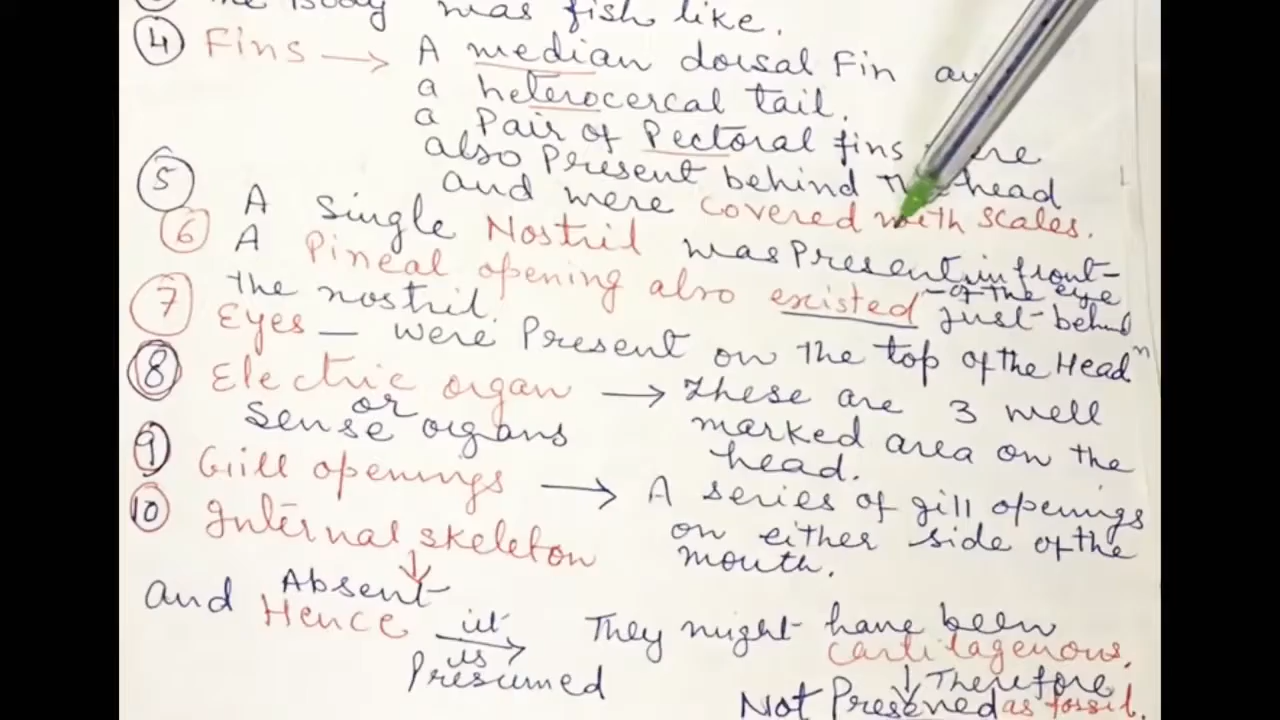 The Body was fish like.
④ Fins → A median dorsal Fin
a heterocercal tail.
a Pair of Pectoral fins
also Present behind the head
and were covered with scales.
⑤ A single Nostril was Present in front
of the eye
⑥ A Pineal opening also existed just behind
the nostril.
⑦ Eyes — were Present on the top of the Head
⑧ Electric organ → These are 3 well
or
sense organs marked area on the
head.
⑨ Gill openings → A series of gill openings
on either side of the
mouth.
⑩ Internal skeleton
↓
Absent
and Hence it is Presumed → They might have been
cartilagenous.
↓ Therefore
Not Preserved as fossil.